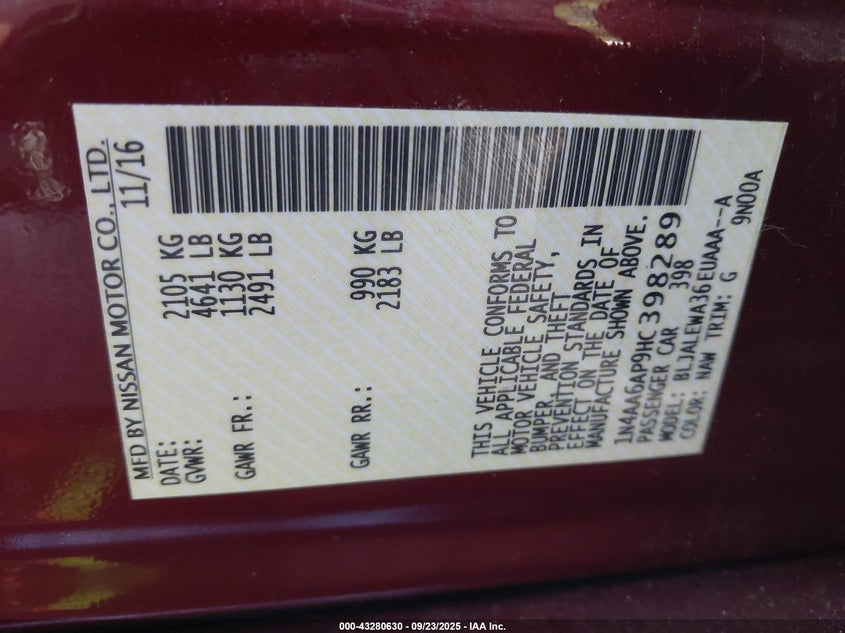 MFD BY NISSAN MOTOR CO., LTD.
DATE: 11/16
GVWR: 2105 KG
4641 LB
GAWR FR.: 1130 KG
2491 LB
GAWR RR.: 990 KG
2183 LB
THIS VEHICLE CONFORMS TO
ALL APPLICABLE FEDERAL
MOTOR VEHICLE SAFETY,
BUMPER, AND THEFT
PREVENTION STANDARDS IN
EFFECT ON THE DATE OF
MANUFACTURE SHOWN ABOVE.
1N4AA6AP9HC398289
PASSENGER CAR 398
MODEL: BLJALEWA36EUAAA--A
COLOR: NAW TRIM: G 9N00A
000-43280630 - 09/23/2025 - IAA Inc.